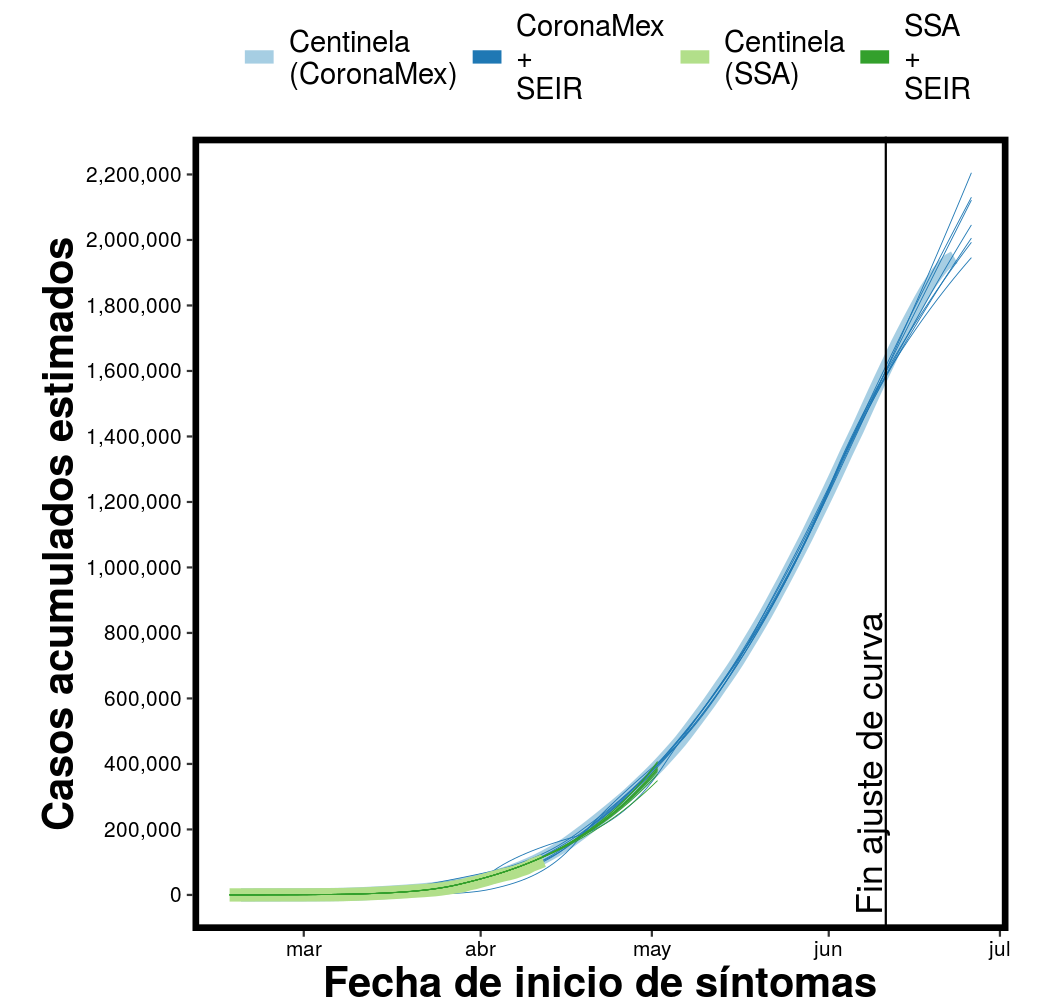 Centinela
(CoronaMex)
CoronaMex
+
SEIR
Centinela
(SSA)
SSA
+
SEIR
Casos acumulados estimados
2,200,000
2,000,000
1,800,000
1,600,000
1,400,000
1,200,000
1,000,000
800,000
600,000
400,000
200,000
0
Fin ajuste de curva
mar
abr
may
jun
jul
Fecha de inicio de síntomas